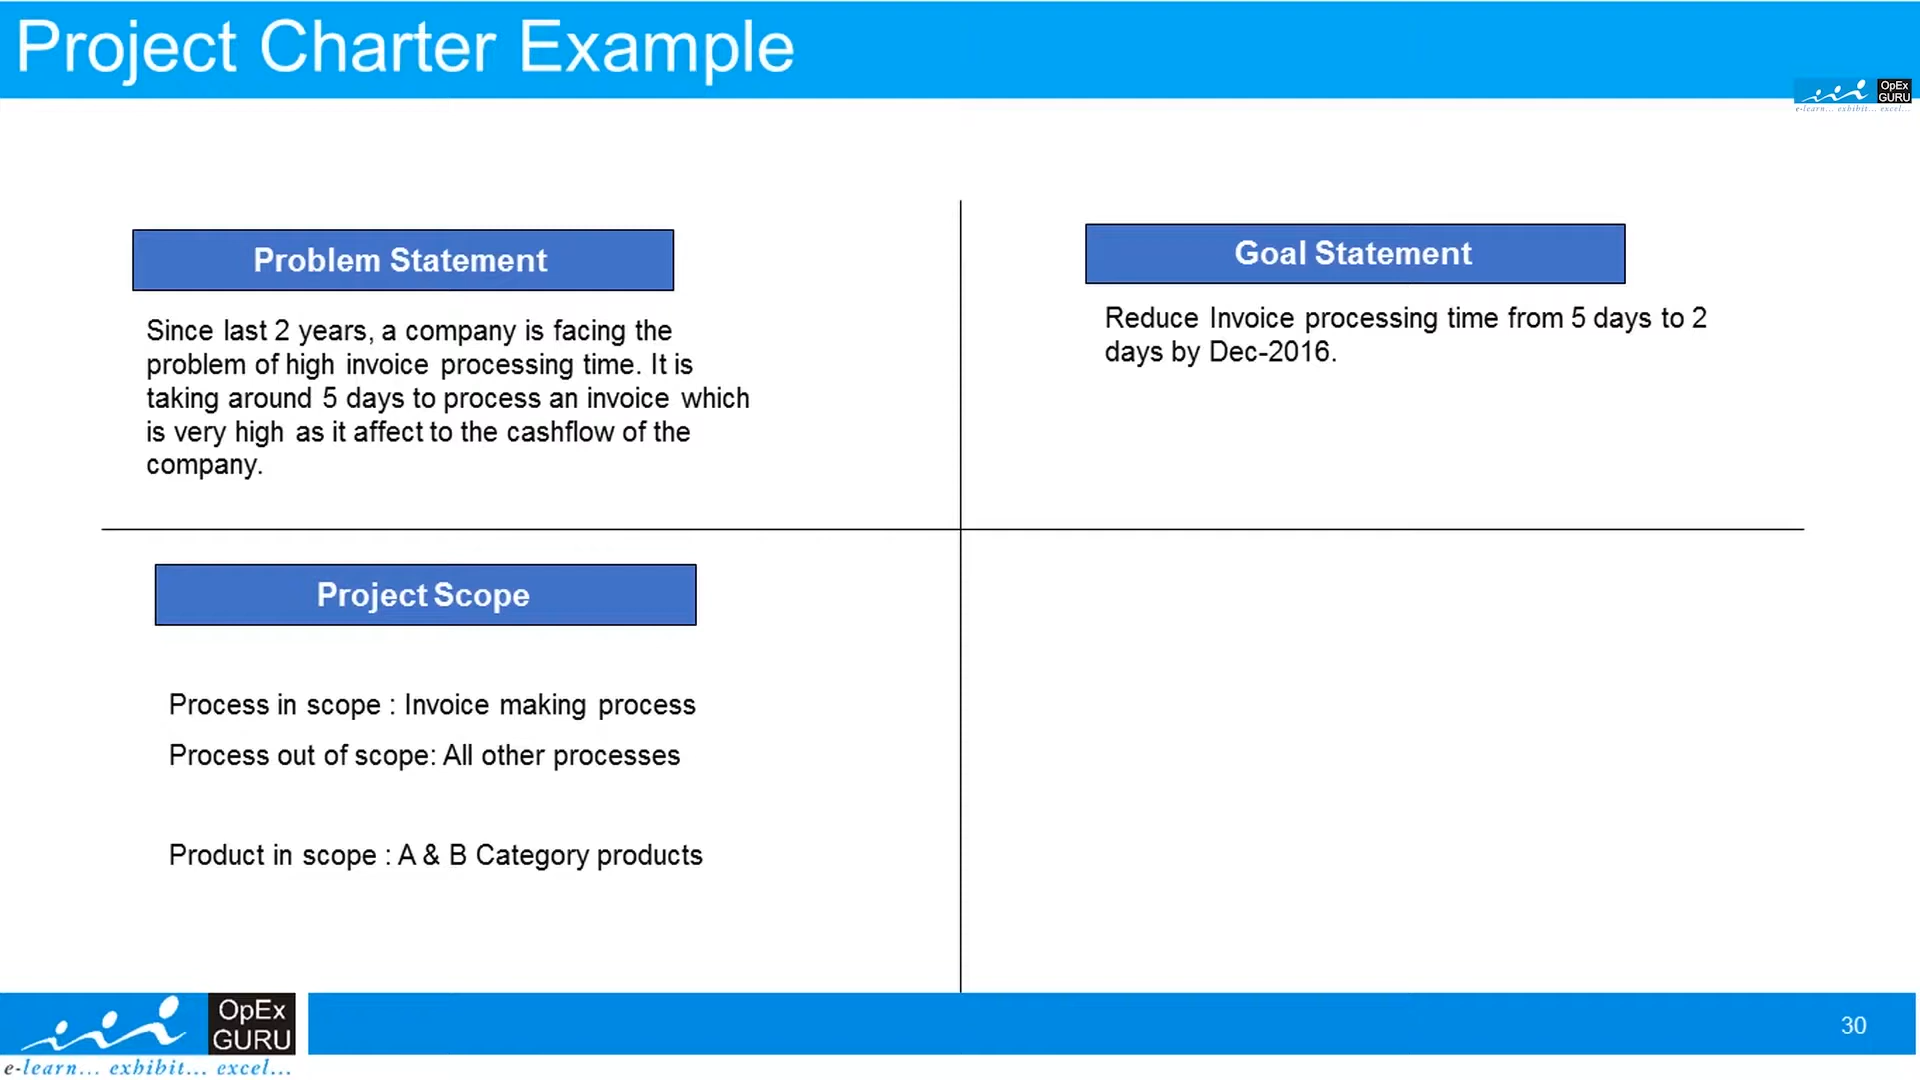 Project Charter Example
OpEx
GURU
e-learn... exhibit... excel...
Problem Statement
Since last 2 years, a company is facing the
problem of high invoice processing time. It is
taking around 5 days to process an invoice which
is very high as it affect to the cashflow of the
company.
Goal Statement
Reduce Invoice processing time from 5 days to 2
days by Dec-2016.
Project Scope
Process in scope : Invoice making process
Process out of scope: All other processes
Product in scope : A & B Category products
OpEx
GURU
e-learn... exhibit... excel...
30